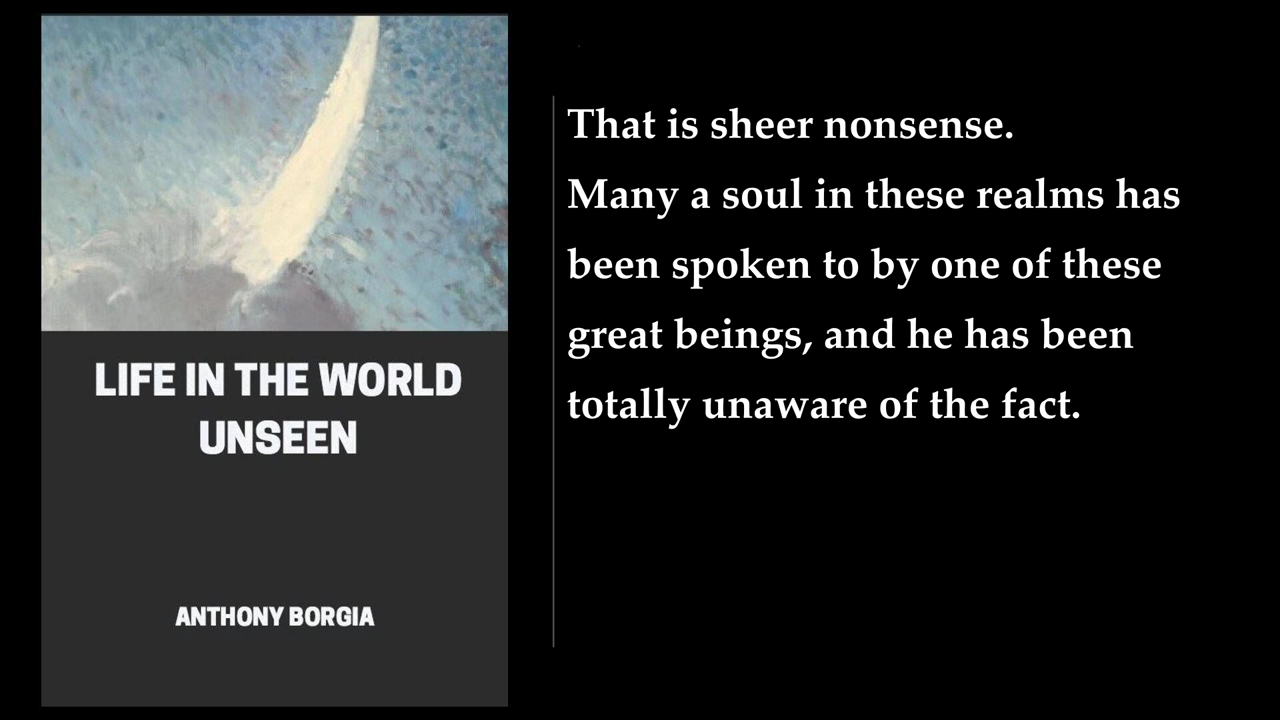 LIFE IN THE WORLD
UNSEEN
ANTHONY BORGIA
That is sheer nonsense.
Many a soul in these realms has
been spoken to by one of these
great beings, and he has been
totally unaware of the fact.